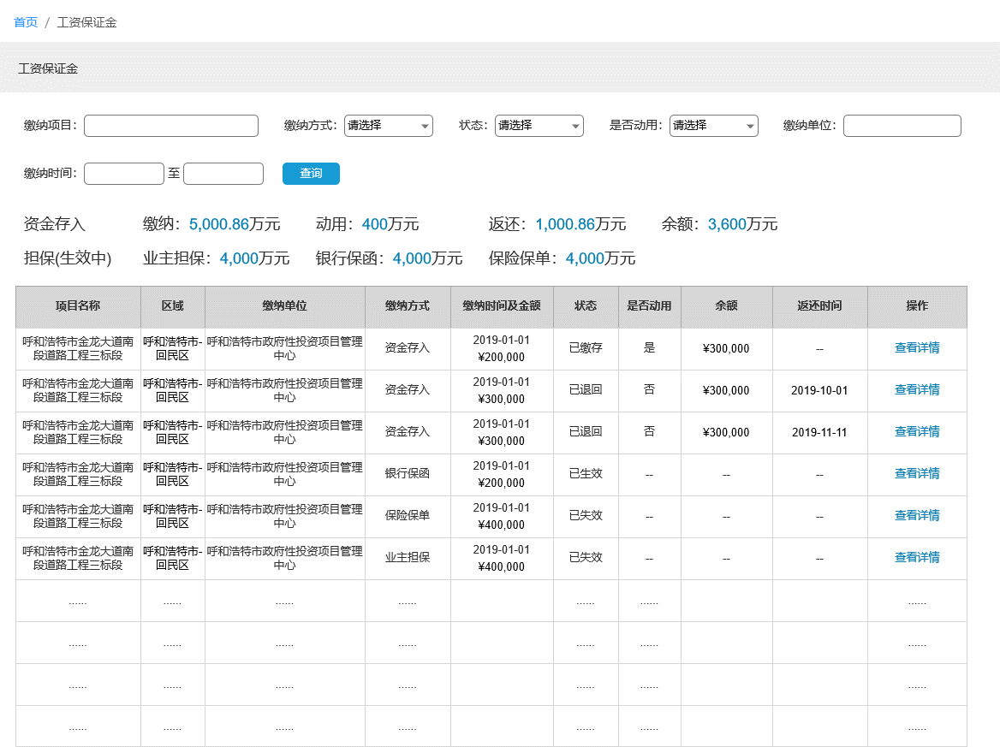 首页 / 工资保证金
工资保证金
缴纳项目: 缴纳方式: 请选择 状态: 请选择 是否动用: 请选择 缴纳单位:
缴纳时间: 至 查询
资金存入 缴纳: 5,000.86万元 动用: 400万元 返还: 1,000.86万元 余额: 3,600万元
担保(生效中) 业主担保: 4,000万元 银行保函: 4,000万元 保险保单: 4,000万元
项目名称 区域 缴纳单位 缴纳方式 缴纳时间及金额 状态 是否动用 余额 返还时间 操作
呼和浩特市金龙大道南 呼和浩特市- 呼和浩特市政府性投资项目管理 资金存入 2019-01-01 已缴存 是 ¥300,000 -- 查看详情
段道路工程三标段 回民区 中心 ¥200,000
呼和浩特市金龙大道南 呼和浩特市- 呼和浩特市政府性投资项目管理 资金存入 2019-01-01 已退回 否 ¥300,000 2019-10-01 查看详情
段道路工程三标段 回民区 中心 ¥300,000
呼和浩特市金龙大道南 呼和浩特市- 呼和浩特市政府性投资项目管理 资金存入 2019-01-01 已退回 否 ¥300,000 2019-11-11 查看详情
段道路工程三标段 回民区 中心 ¥300,000
呼和浩特市金龙大道南 呼和浩特市- 呼和浩特市政府性投资项目管理 银行保函 2019-01-01 已生效 -- -- -- 查看详情
段道路工程三标段 回民区 中心 ¥200,000
呼和浩特市金龙大道南 呼和浩特市- 呼和浩特市政府性投资项目管理 保险保单 2019-01-01 已失效 -- -- -- 查看详情
段道路工程三标段 回民区 中心 ¥400,000
呼和浩特市金龙大道南 呼和浩特市- 呼和浩特市政府性投资项目管理 业主担保 2019-01-01 已失效 -- -- -- 查看详情
段道路工程三标段 回民区 中心 ¥400,000
...... ...... ...... ...... ...... ...... ......
...... ...... ...... ...... ...... ...... ......
...... ...... ...... ...... ...... ...... ......
...... ...... ...... ...... ...... ...... ......